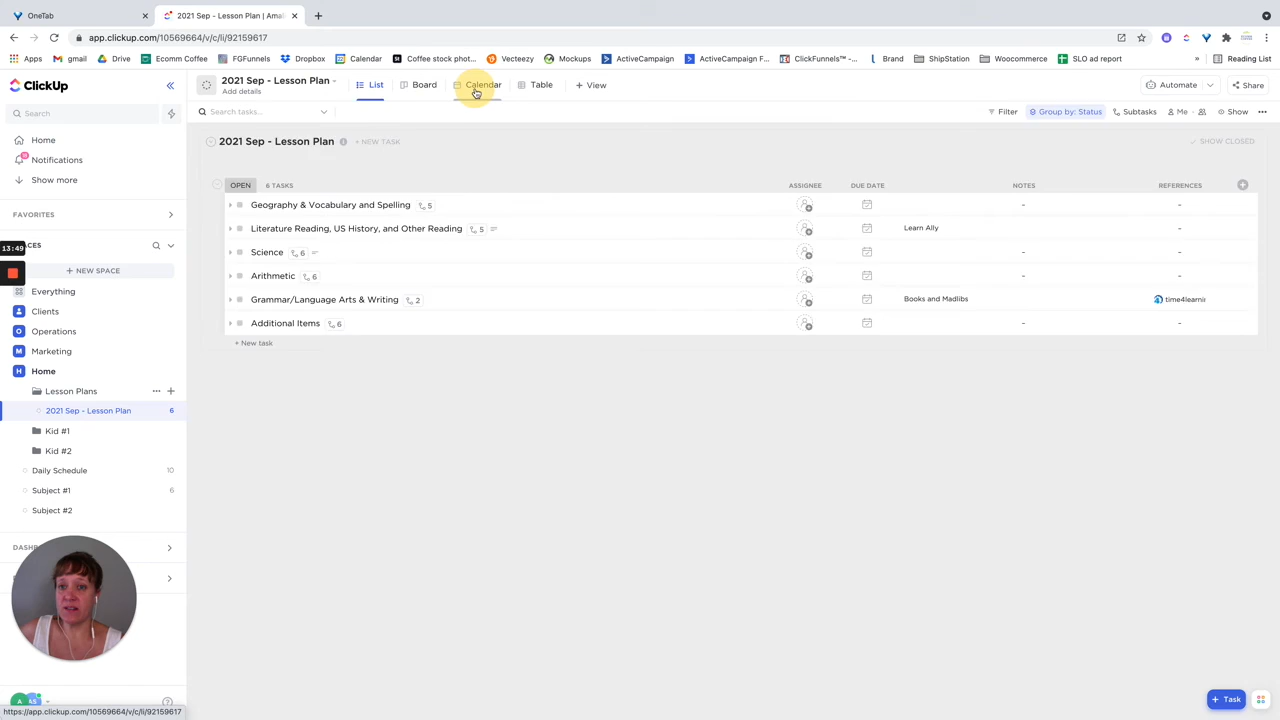 OneTab
2021 Sep - Lesson Plan | Ama
app.clickup.com/10569664/v/c/li/92159617
Apps gmail Drive Ecomm Coffee FGFunnels Dropbox Calendar Coffee stock phot... Vecteezy Mockups ActiveCampaign ActiveCampaign F... ClickFunnels™ -... Brand ShipStation Woocommerce SLO ad report » Reading List
ClickUp
2021 Sep - Lesson Plan
Add details
List Board Calendar Table + View
Automate Share
Search
Search tasks...
Filter Group by: Status Subtasks Me Show
Home
Notifications
Show more
FAVORITES
13:49
+ NEW SPACE
Everything
Clients
O Operations
M Marketing
H Home
Lesson Plans
2021 Sep - Lesson Plan 6
Kid #1
Kid #2
Daily Schedule 10
Subject #1 6
Subject #2
2021 Sep - Lesson Plan + NEW TASK SHOW CLOSED
OPEN 6 TASKS ASSIGNEE DUE DATE NOTES REFERENCES
Geography & Vocabulary and Spelling 5 - -
Literature Reading, US History, and Other Reading 5 Learn Ally -
Science 6 - -
Arithmetic 6 - -
Grammar/Language Arts & Writing 2 Books and Madlibs time4learni
Additional Items 6 - -
+ New task
A AS
https://app.clickup.com/10569664/v/c/li/92159617
+ Task